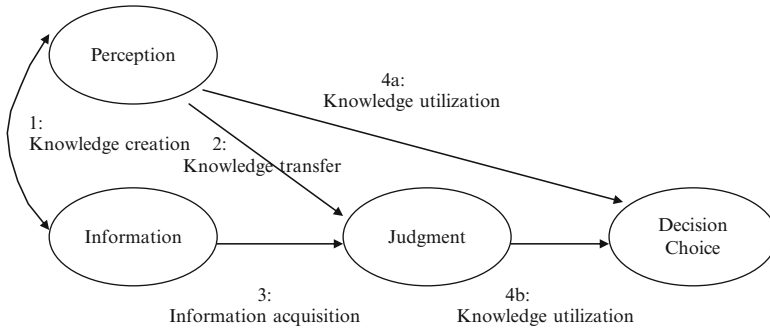 Perception
4a:
Knowledge utilization
1:
Knowledge creation
2:
Knowledge transfer
Information
Judgment
Decision
Choice
3:
Information acquisition
4b:
Knowledge utilization